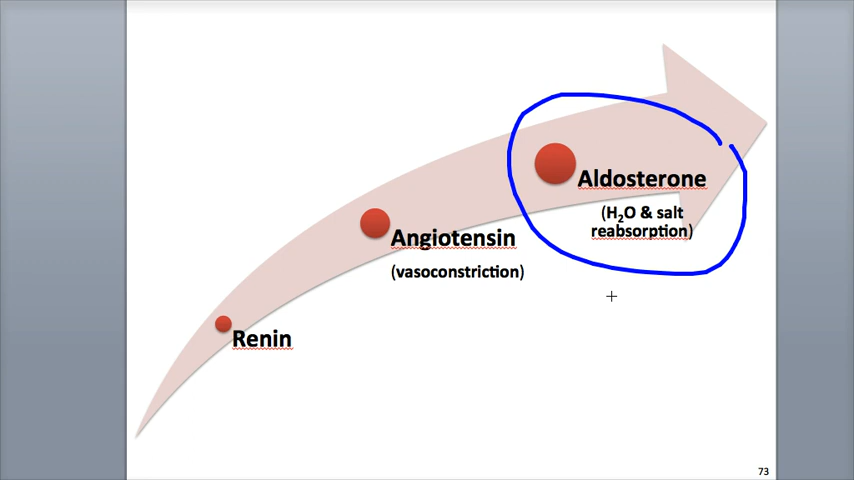 Aldosterone
(H₂O & salt
reabsorption)
Angiotensin
(vasoconstriction)
Renin
73